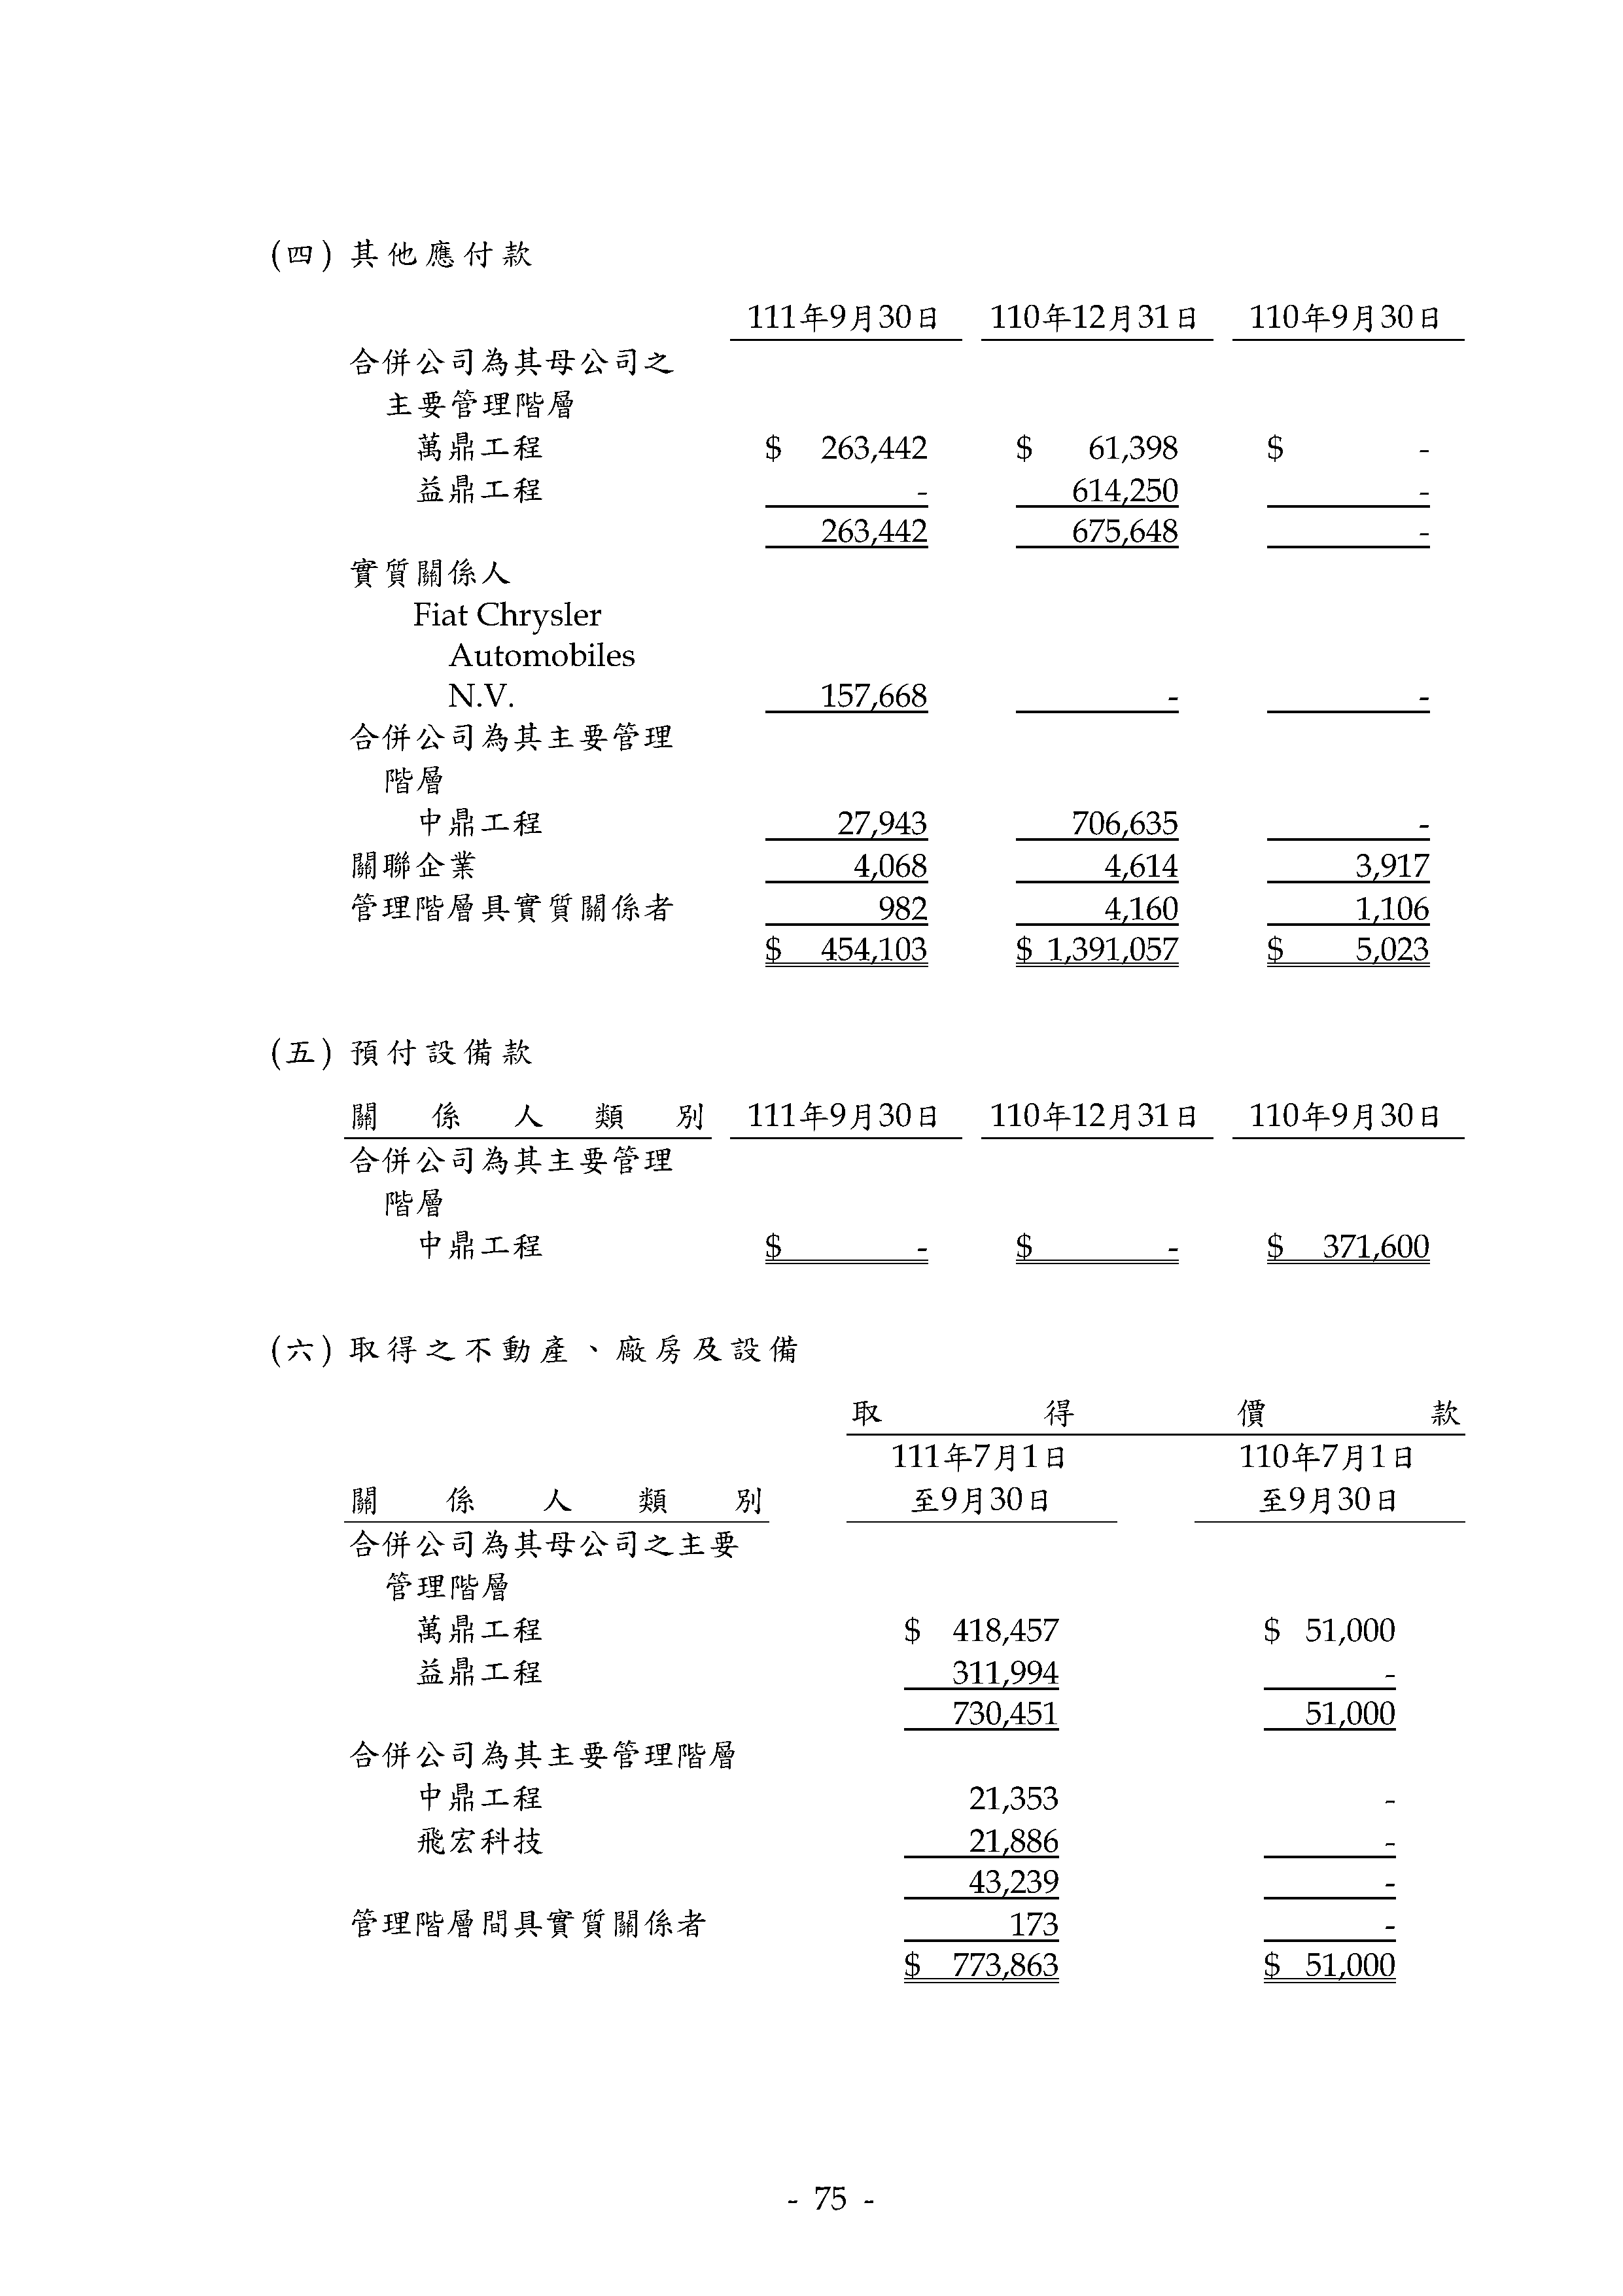 (四) 其他應付款
111年9月30日 110年12月31日 110年9月30日
合併公司為其母公司之
主要管理階層
萬鼎工程 $ 263,442 $ 61,398 $ -
益鼎工程 - 614,250 -
263,442 675,648 -
實質關係人
Fiat Chrysler
Automobiles
N.V. 157,668 - -
合併公司為其主要管理
階層
中鼎工程 27,943 706,635 -
關聯企業 4,068 4,614 3,917
管理階層具實質關係者 982 4,160 1,106
$ 454,103 $ 1,391,057 $ 5,023
(五) 預付設備款
關係人類別 111年9月30日 110年12月31日 110年9月30日
合併公司為其主要管理
階層
中鼎工程 $ - $ - $ 371,600
(六) 取得之不動產、廠房及設備
取得價款
111年7月1日 110年7月1日
關係人類別 至9月30日 至9月30日
合併公司為其母公司之主要
管理階層
萬鼎工程 $ 418,457 $ 51,000
益鼎工程 311,994 -
730,451 51,000
合併公司為其主要管理階層
中鼎工程 21,353 -
飛宏科技 21,886 -
43,239 -
管理階層間具實質關係者 173 -
$ 773,863 $ 51,000
- 75 -